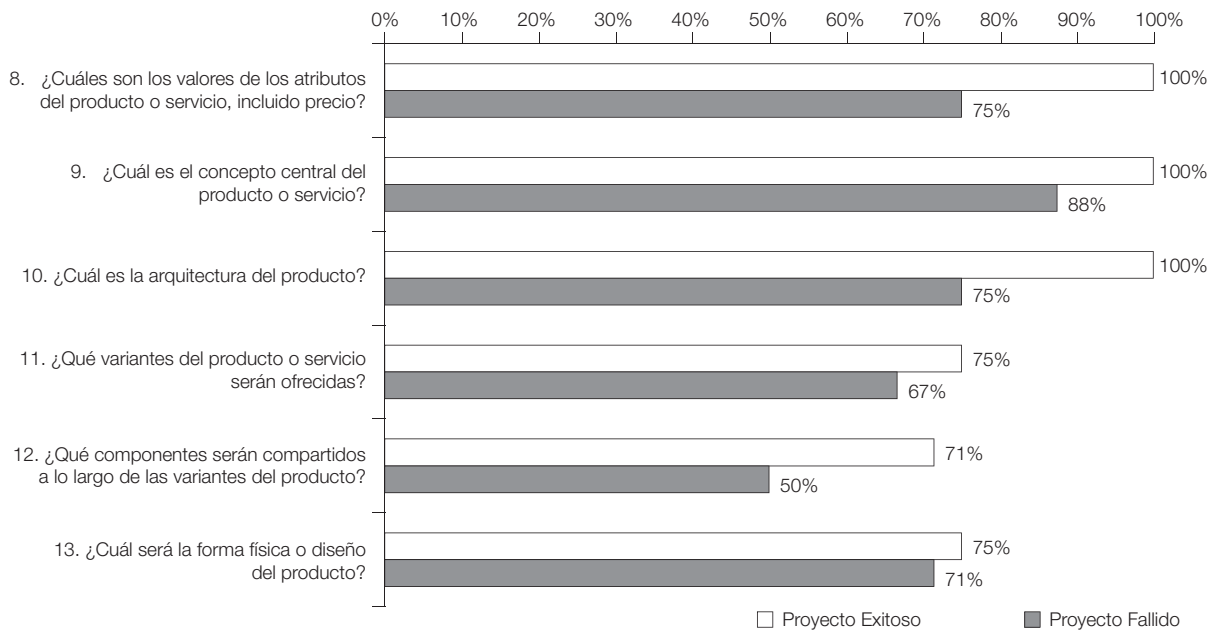 0% 10% 20% 30% 40% 50% 60% 70% 80% 90% 100%
8. ¿Cuáles son los valores de los atributos
del producto o servicio, incluido precio?
100%
75%
9. ¿Cuál es el concepto central del
producto o servicio?
100%
88%
10. ¿Cuál es la arquitectura del producto?
100%
75%
11. ¿Qué variantes del producto o servicio
serán ofrecidas?
75%
67%
12. ¿Qué componentes serán compartidos
a lo largo de las variantes del producto?
71%
50%
13. ¿Cuál será la forma física o diseño
del producto?
75%
71%
Proyecto Exitoso Proyecto Fallido